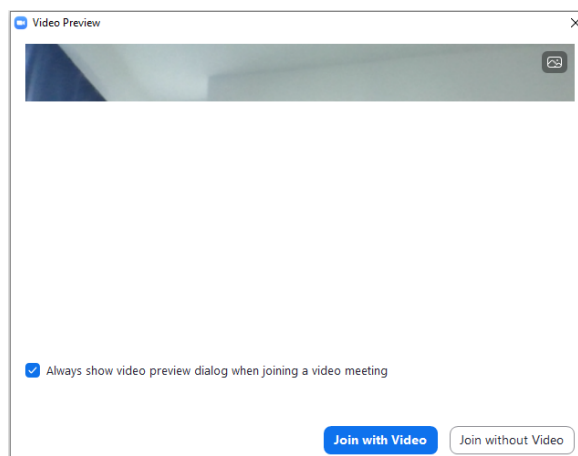 Video Preview
Always show video preview dialog when joining a video meeting
Join with Video
Join without Video